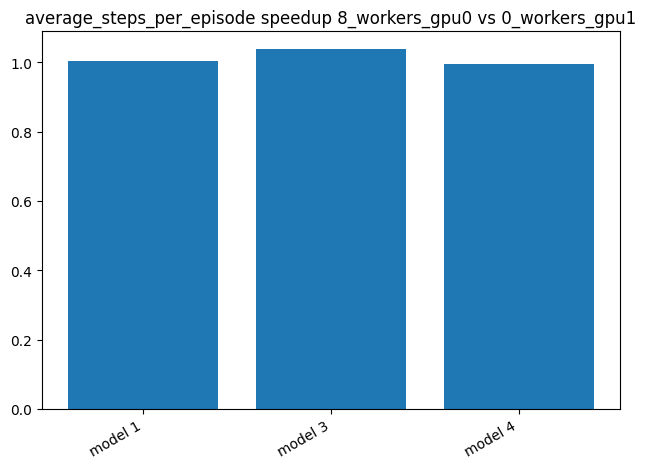 average_steps_per_episode speedup 8_workers_gpu0 vs 0_workers_gpu1
1.0
0.8
0.6
0.4
0.2
0.0
model 1
model 3
model 4